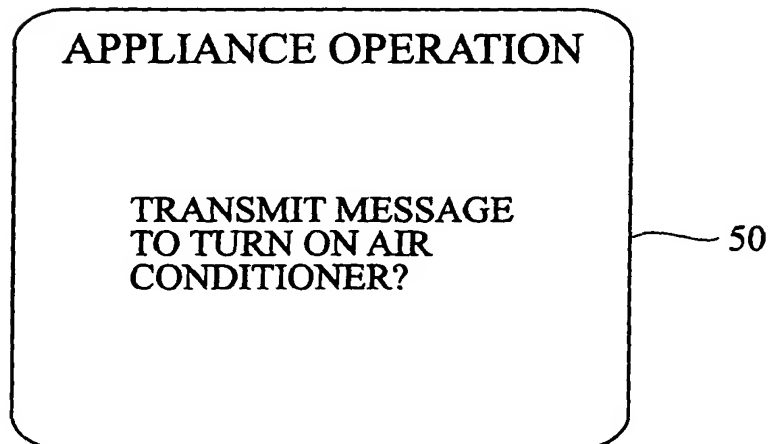 APPLIANCE OPERATION
TRANSMIT MESSAGE
TO TURN ON AIR
CONDITIONER?
50